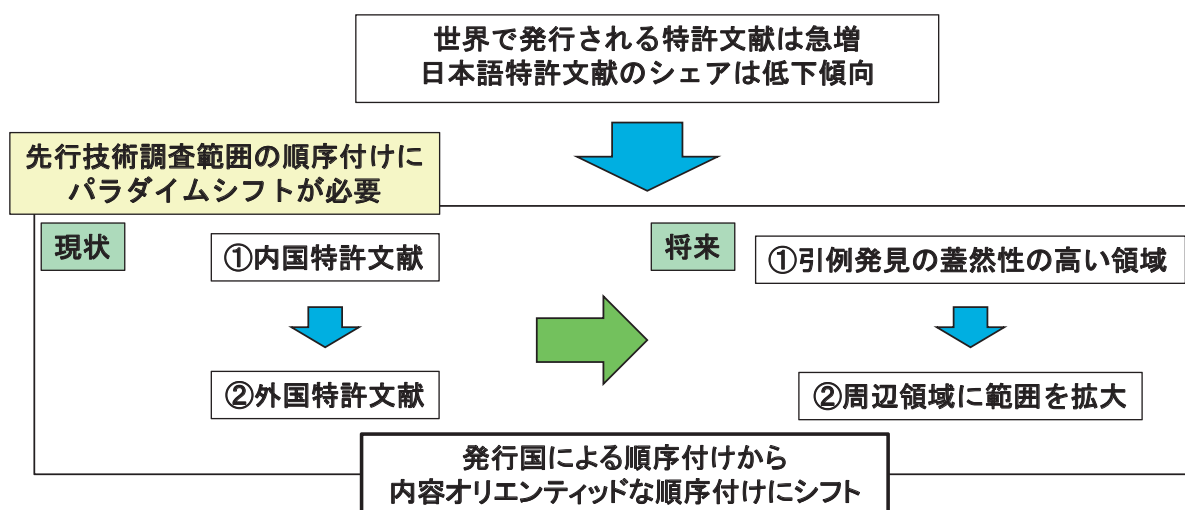 世界で発行される特許文献は急増
日本語特許文献のシェアは低下傾向
先行技術調査範囲の順序付けに
パラダイムシフトが必要
現状
①内国特許文献
②外国特許文献
将来
①引例発見の蓋然性の高い領域
②周辺領域に範囲を拡大
発行国による順序付けから
内容オリエンティッドな順序付けにシフト